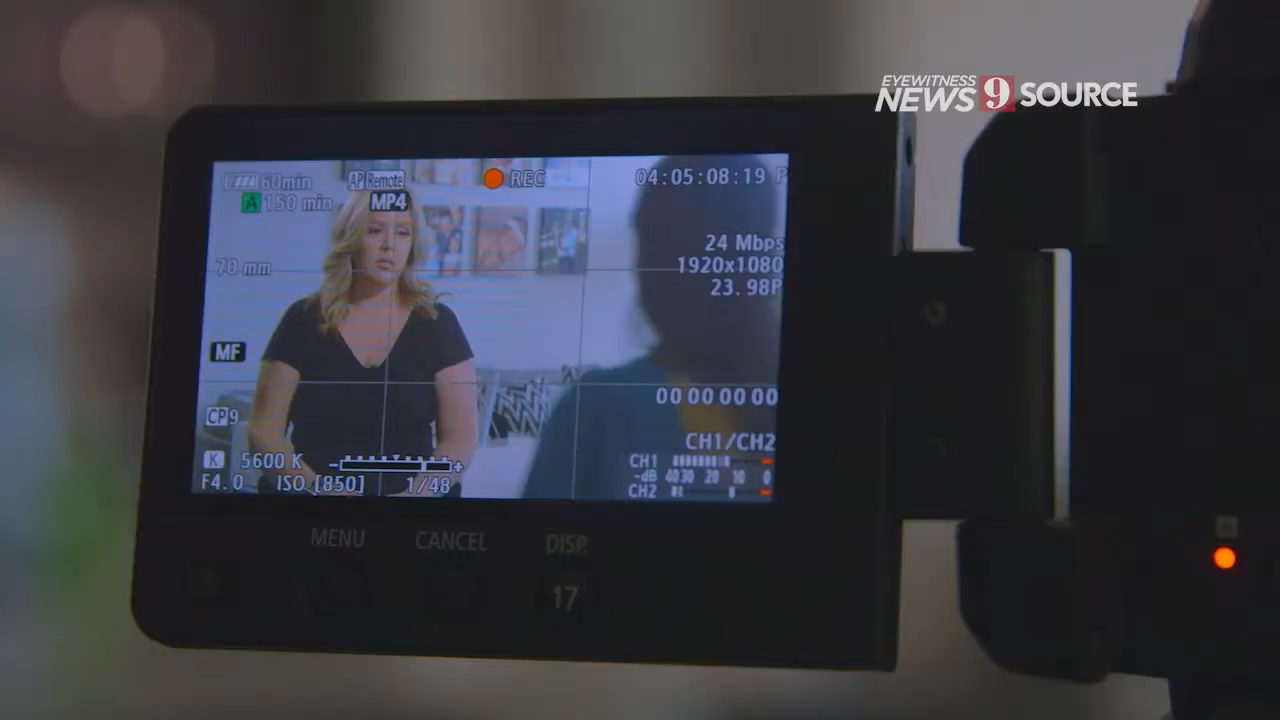 EYEWITNESS
NEWS 9 SOURCE
60min
AP Remote
REC
04:05:08:19 P
A 150 min
MP4
24 Mbps
70 mm
1920x1080
23.98P
MF
00 00 00 00
CP9
CH1/CH2
K 5600 K
- +
CH1
-dB 40 30 20 10 0
F4.0 ISO [850] 1/48
CH2
MENU CANCEL DISP.
17